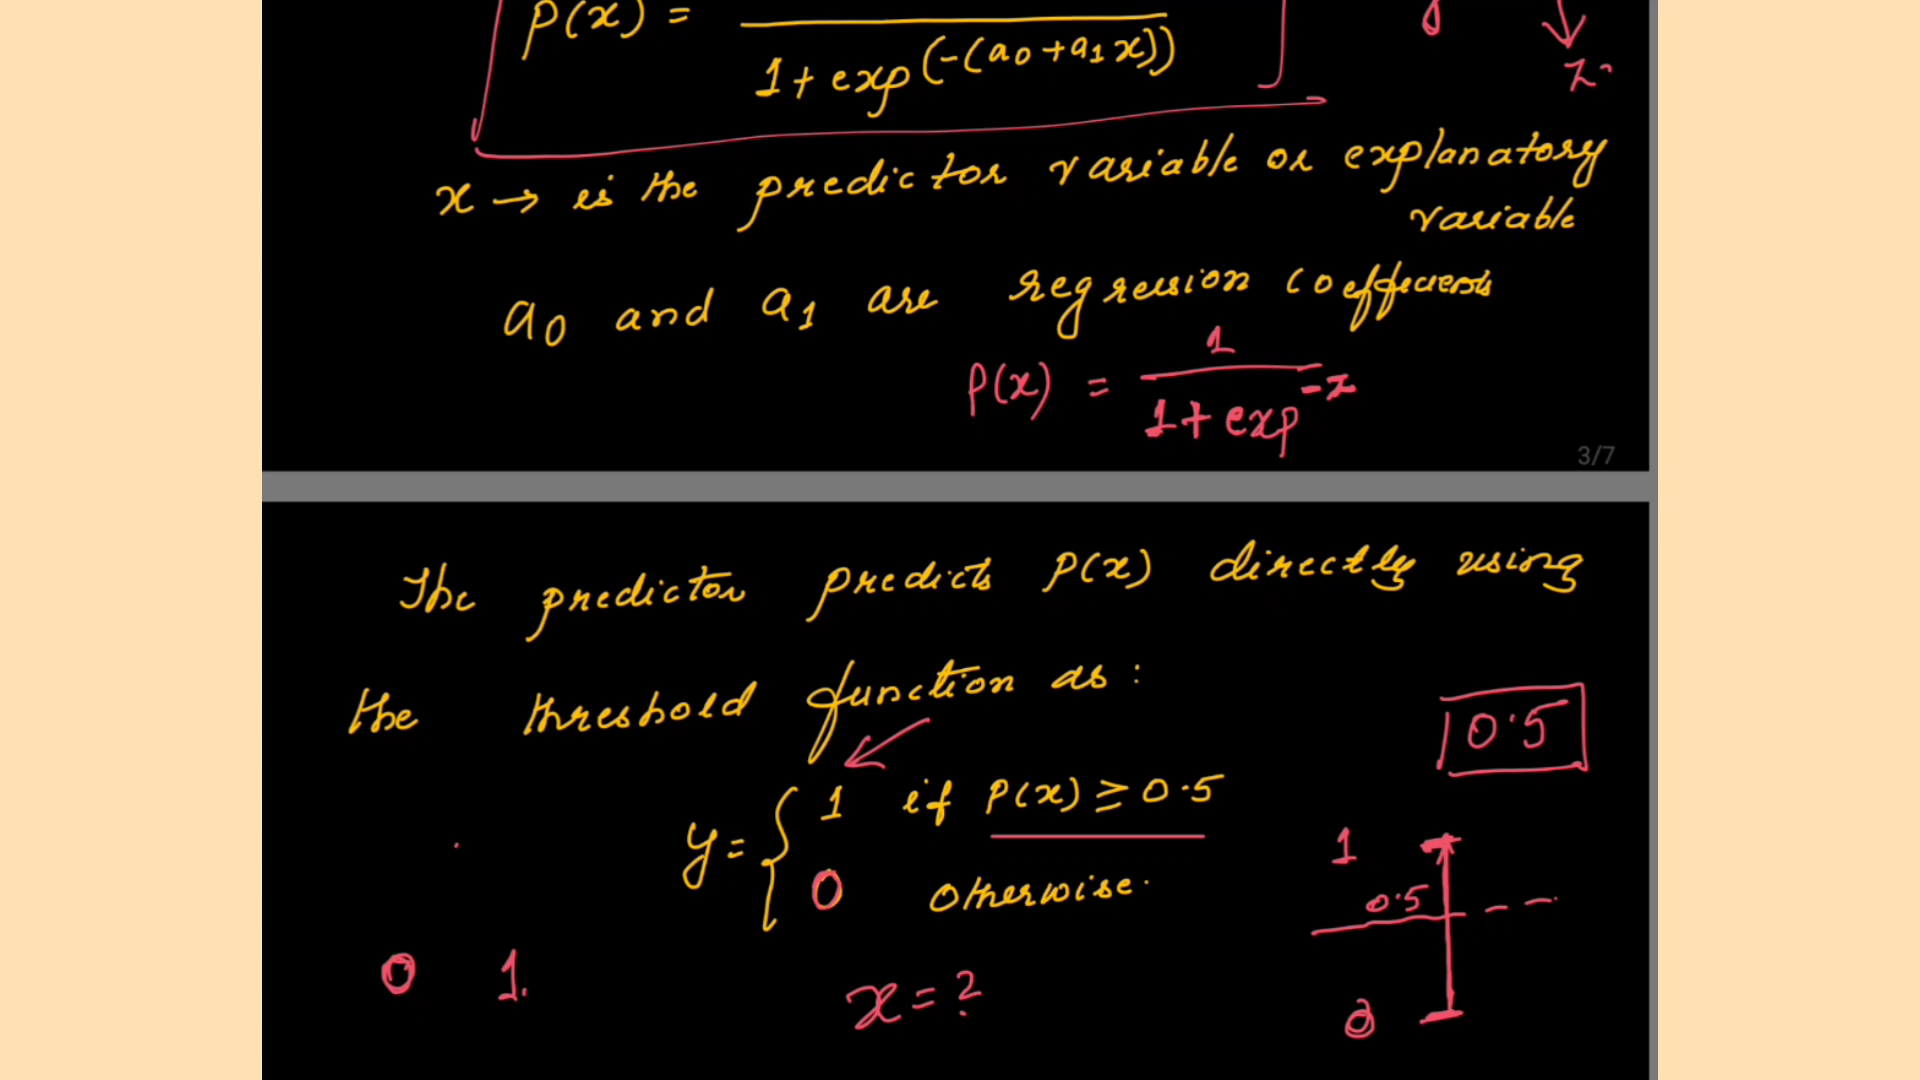 P(x) =
1 + exp (-(a0 + a1 x))
z
x → is the predictor variable or explanatory
variable
a0 and a1 are regression coefficients
P(x) = 1
1 + exp -z
3/7
The predictor predicts P(x) directly using
the threshold function as :
0.5
y = { 1 if P(x) ≥ 0.5
0 otherwise.
1
0.5
0
0 1.
x = ?